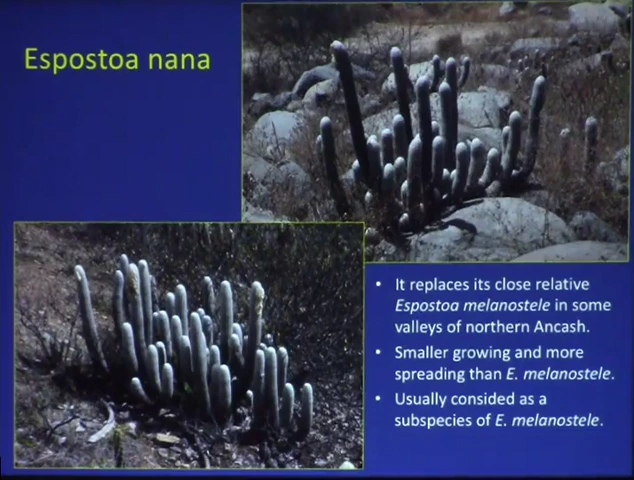 Espostoa nana
• It replaces its close relative
Espostoa melanostele in some
valleys of northern Ancash.
• Smaller growing and more
spreading than E. melanostele.
• Usually consided as a
subspecies of E. melanostele.